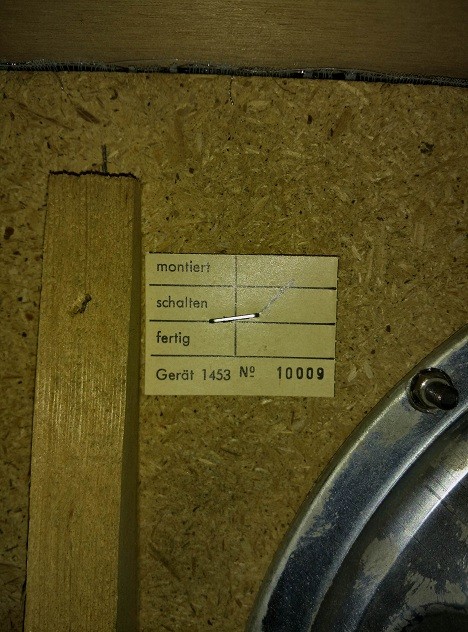 montiert
schalten
fertig
Gerät 1453 Nº 10009